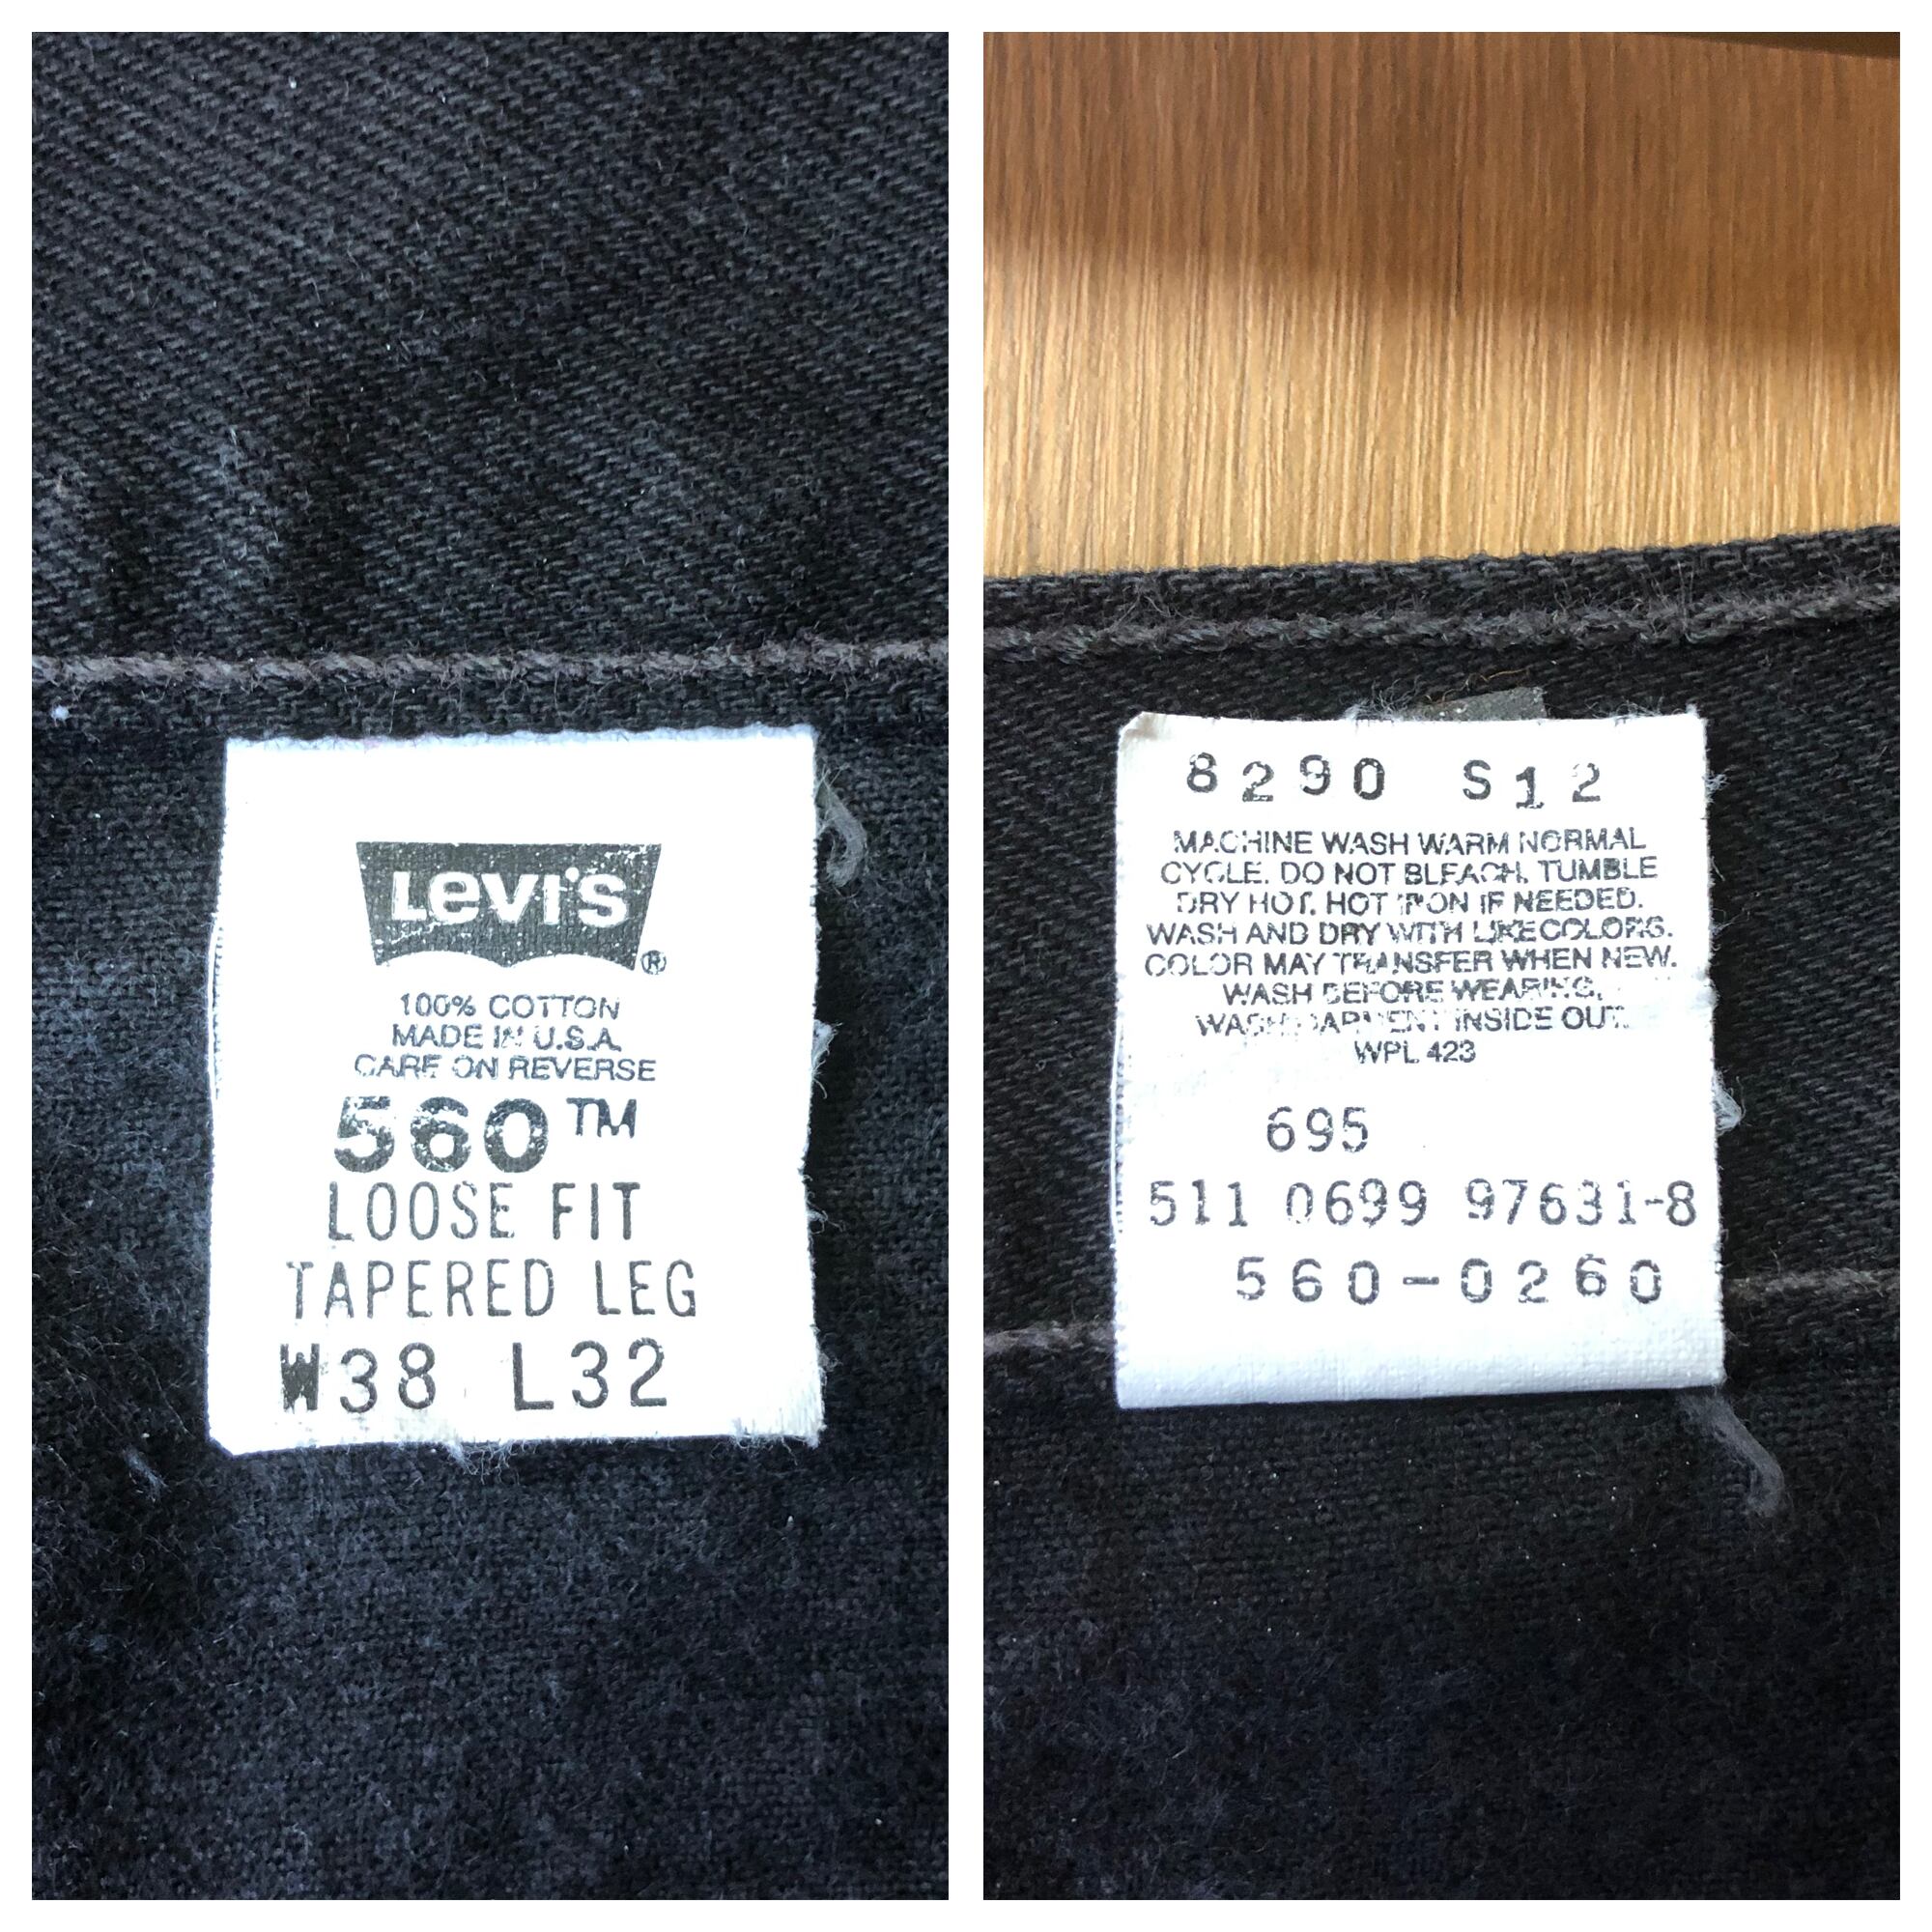 Levi's
®
100% COTTON
MADE IN U.S.A.
CARE ON REVERSE
560™
LOOSE FIT
TAPERED LEG
W38 L32
8290 S12
MACHINE WASH WARM NORMAL
CYCLE. DO NOT BLEACH. TUMBLE
DRY HOT. HOT IRON IF NEEDED.
WASH AND DRY WITH LIKE COLORS.
COLOR MAY TRANSFER WHEN NEW.
WASH BEFORE WEARING.
WASH GARMENT INSIDE OUT.
WPL 423
695
511 0699 97631-8
560-0260